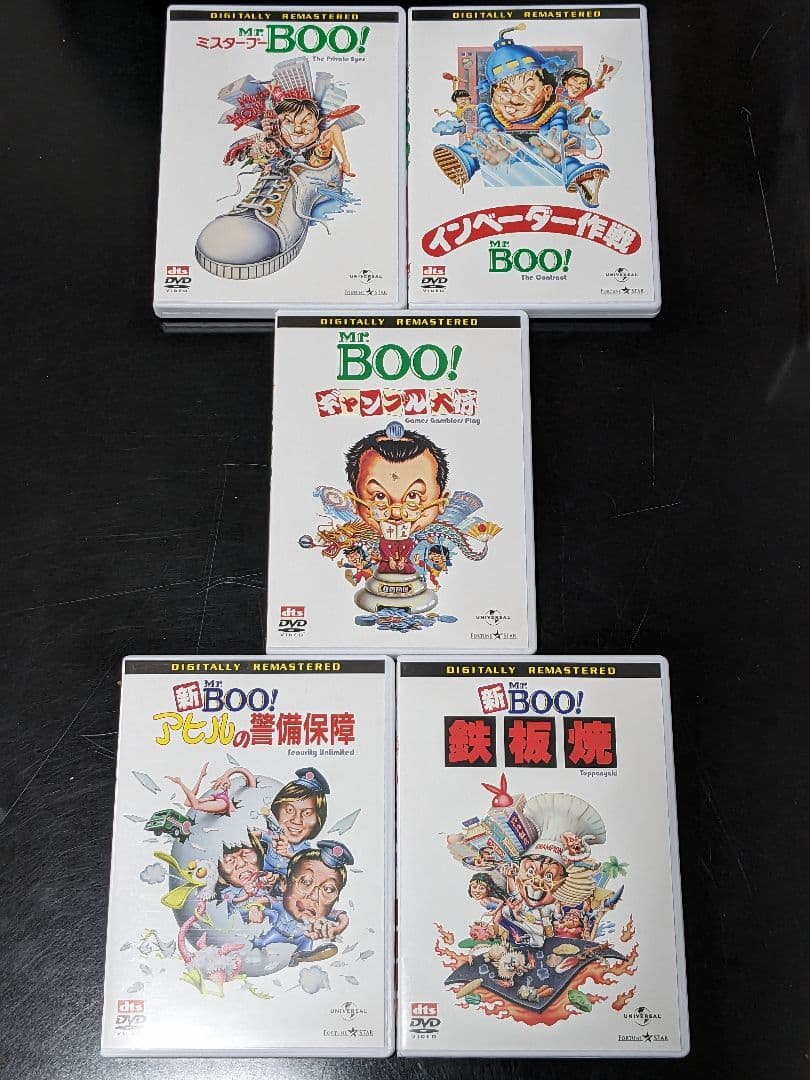 DIGITALLY REMASTERED
Mr.
ミスター・ブー
BOO!
The Private Eyes
dts
DVD
VIDEO
UNIVERSAL
FORTUNE★STAR
DIGITALLY REMASTERED
インベーダー作戦
Mr.
BOO!
The Contract
dts
DVD
VIDEO
UNIVERSAL
FORTUNE★STAR
DIGITALLY REMASTERED
Mr.
BOO!
ギャンブル大将
Games Gamblers Play
中
dts
DVD
VIDEO
UNIVERSAL
FORTUNE★STAR
DIGITALLY REMASTERED
新
Mr.
BOO!
アヒルの警備保障
Security Unlimited
dts
DVD
VIDEO
UNIVERSAL
FORTUNE★STAR
DIGITALLY REMASTERED
新
Mr.
BOO!
鉄板焼
Teppanyaki
CHAMPION
dts
DVD
VIDEO
UNIVERSAL
FORTUNE★STAR